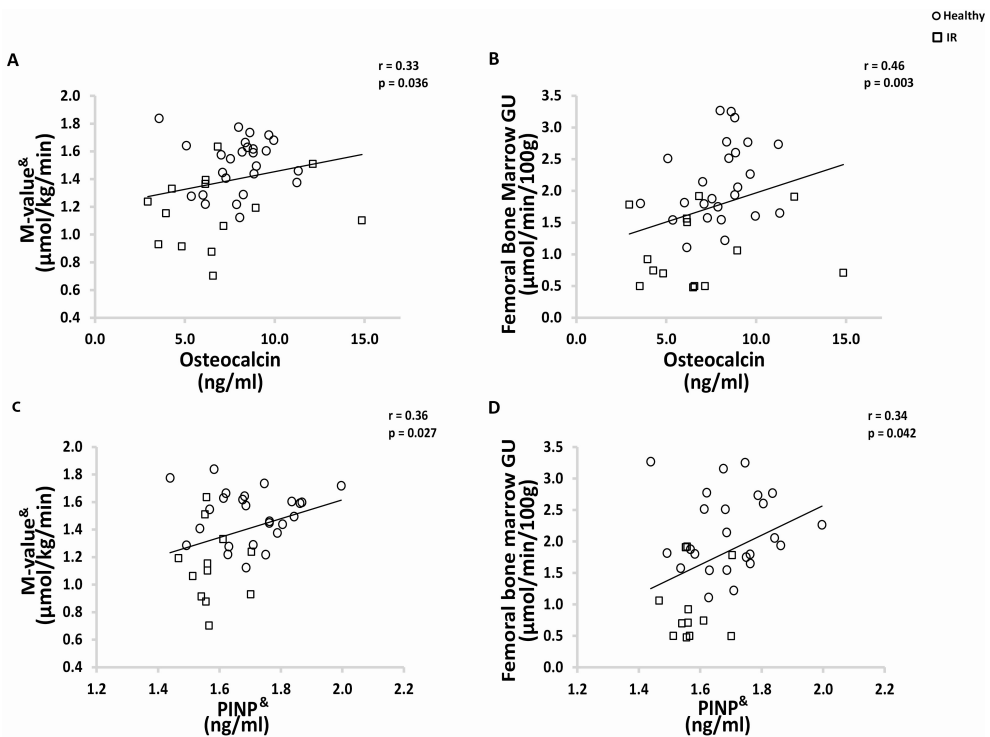 Healthy
IR
A
r = 0.33
p = 0.036
M-value&
(μmol/kg/min)
2.0
1.8
1.6
1.4
1.2
1.0
0.8
0.6
0.4
0.0
5.0
10.0
15.0
Osteocalcin
(ng/ml)
B
r = 0.46
p = 0.003
Femoral Bone Marrow GU
(μmol/min/100g)
3.5
3.0
2.5
2.0
1.5
1.0
0.5
0.0
0.0
5.0
10.0
15.0
Osteocalcin
(ng/ml)
C
r = 0.36
p = 0.027
M-value&
(μmol/kg/min)
2.0
1.8
1.6
1.4
1.2
1.0
0.8
0.6
0.4
1.2
1.4
1.6
1.8
2.0
2.2
PINP&
(ng/ml)
D
r = 0.34
p = 0.042
Femoral bone marrow GU
(μmol/min/100g)
3.5
3.0
2.5
2.0
1.5
1.0
0.5
0.0
1.2
1.4
1.6
1.8
2.0
2.2
PINP&
(ng/ml)